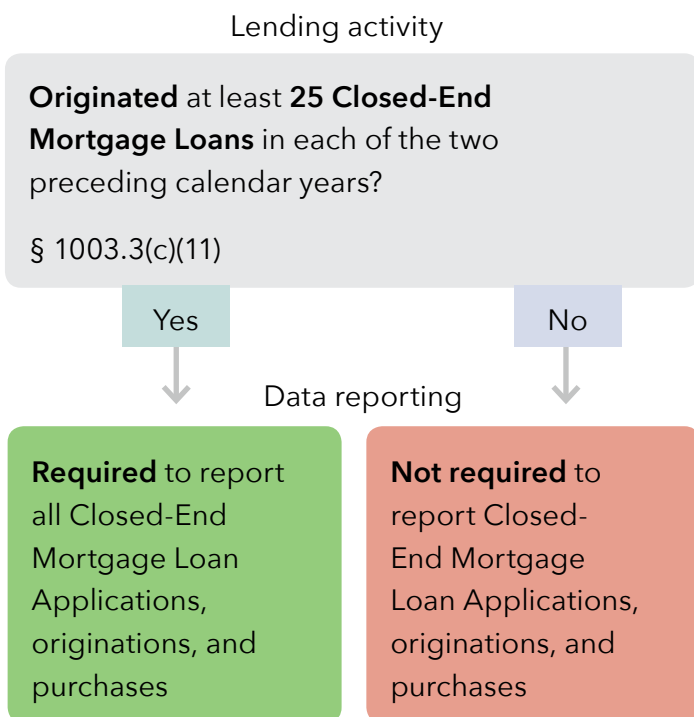 Lending activity
Originated at least 25 Closed-End
Mortgage Loans in each of the two
preceding calendar years?
§ 1003.3(c)(11)
Yes
No
Data reporting
Required to report
all Closed-End
Mortgage Loan
Applications,
originations, and
purchases
Not required to
report Closed-
End Mortgage
Loan Applications,
originations, and
purchases